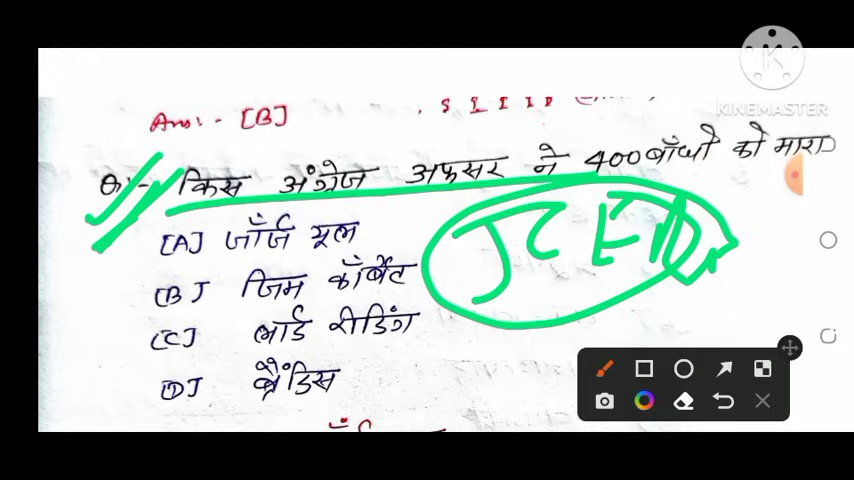 K
KINEMASTER
Ans:- [B]
Q:- किस अंग्रेज अफसर ने 400 बाँघो को मारा
[A] जॉर्ज यूल
[B] जिम कॉर्बेट
[C] लार्ड रीडिंग
[D] ब्रैंडिस